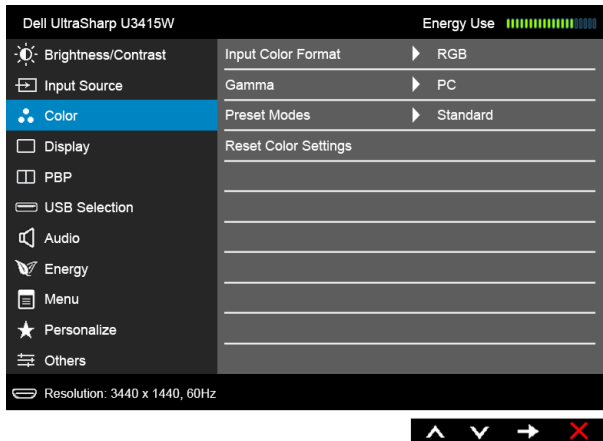 Dell UltraSharp U3415W Energy Use
Brightness/Contrast Input Color Format RGB
Input Source Gamma PC
Color Preset Modes Standard
Display Reset Color Settings
PBP
USB Selection
Audio
Energy
Menu
Personalize
Others
Resolution: 3440 x 1440, 60Hz